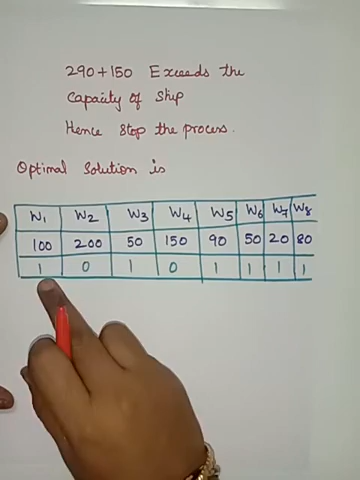 290+150 Exceeds the
Capacity of Ship
Hence Stop the process.
Optimal Solution is
W1 W2 W3 W4 W5 W6 W7 W8
100 200 50 150 90 50 20 80
1 0 1 0 1 1 1 1